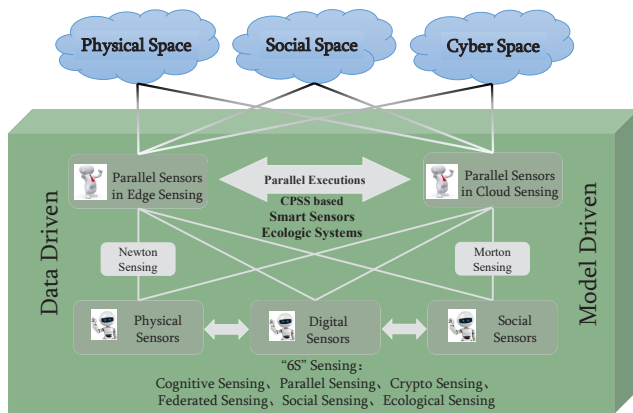 Physical Space
Social Space
Cyber Space
Data Driven
Parallel Sensors
in Edge Sensing
Parallel Executions
CPSS based
Smart Sensors
Ecologic Systems
Parallel Sensors
in Cloud Sensing
Model Driven
Newton
Sensing
Morton
Sensing
Physical
Sensors
Digital
Sensors
Social
Sensors
“6S” Sensing：
Cognitive Sensing、Parallel Sensing、Crypto Sensing、
Federated Sensing、Social Sensing、Ecological Sensing